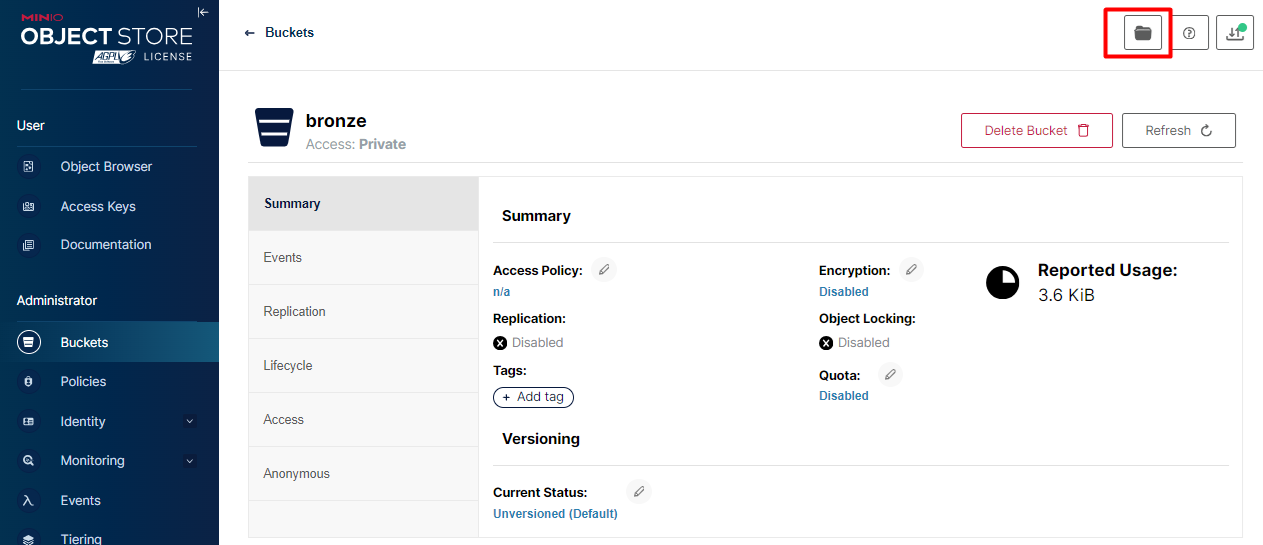 MINIO
OBJECT STORE
AGPL v3 LICENSE
User
Object Browser
Access Keys
Documentation
Administrator
Buckets
Policies
Identity
Monitoring
Events
Tiering
← Buckets
bronze
Access: Private
Delete Bucket
Refresh
Summary
Events
Replication
Lifecycle
Access
Anonymous
Summary
Access Policy:
n/a
Replication:
Disabled
Tags:
+ Add tag
Encryption:
Disabled
Object Locking:
Disabled
Quota:
Disabled
Reported Usage:
3.6 KiB
Versioning
Current Status:
Unversioned (Default)